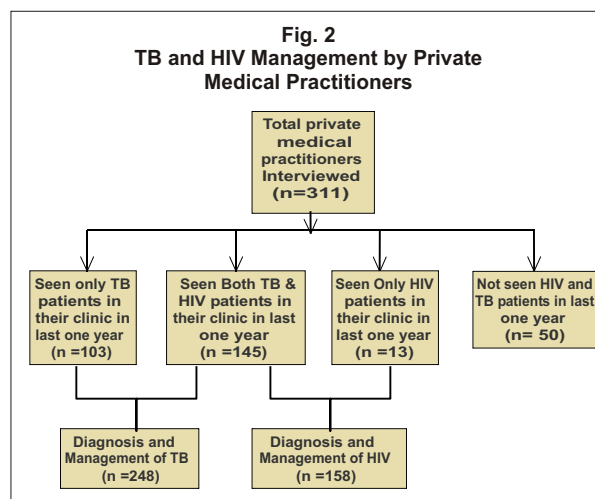 Fig. 2
TB and HIV Management by Private
Medical Practitioners
Total private
medical
practitioners
Interviewed
(n=311)
Seen only TB
patients in
their clinic in
last one year
(n =103)
Seen Both TB &
HIV patients in
their clinic in last
one year
(n =145)
Seen Only HIV
patients in
their clinic in
last one year
(n =13)
Not seen HIV and
TB patients in last
one year
(n= 50)
Diagnosis and
Management of TB
(n =248)
Diagnosis and
Management of HIV
(n =158)